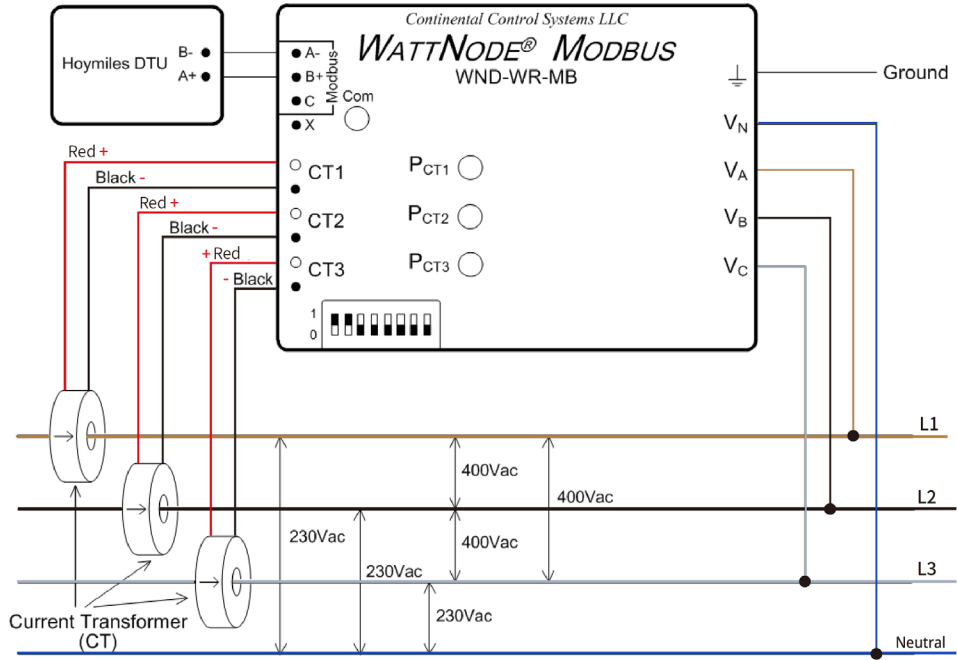 Continental Control Systems LLC
WATTNODE® MODBUS
WND-WR-MB
Hoymiles DTU
B-
A+
A-
B+
C
X
Modbus
Com
Ground
VN
VA
VB
VC
Red +
Black -
Red +
Black -
+ Red
- Black
CT1
CT2
CT3
PCT1
PCT2
PCT3
1
0
L1
400Vac
400Vac
L2
230Vac
400Vac
230Vac
L3
230Vac
Current Transformer
(CT)
Neutral